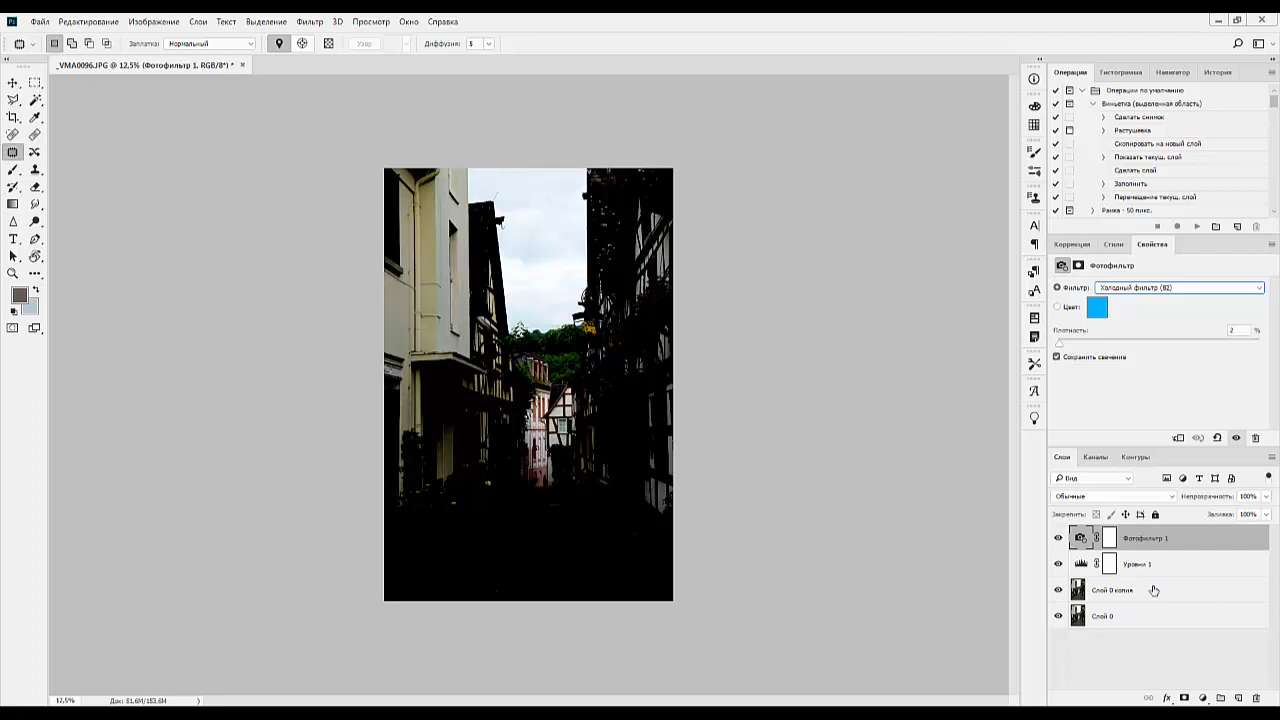 Ps Файл Редактирование Изображение Слои Текст Выделение Фильтр 3D Просмотр Окно Справка
Заплатка: Нормальный Узор Диффузия: 5
_VMA0096.JPG @ 12,5% (Фотофильтр 1, RGB/8*) *
Операции Гистограмма Навигатор История
Операции по умолчанию
Виньетка (выделенная область)
Сделать снимок
Растушевка
Скопировать на новый слой
Показать текущ. слой
Сделать слой
Заполнить
Перемещение текущ. слоя
Рамка - 50 пикс.
Коррекция Стили Свойства
Фотофильтр
Фильтр: Холодный фильтр (82)
Цвет:
Плотность: 2 %
Сохранить свечение
Слои Каналы Контуры
Вид
Обычные Непрозрачность: 100%
Закрепить: Заливка: 100%
Фотофильтр 1
Уровни 1
Слой 0 копия
Слой 0
12,5% Док: 51,6M/153,6M